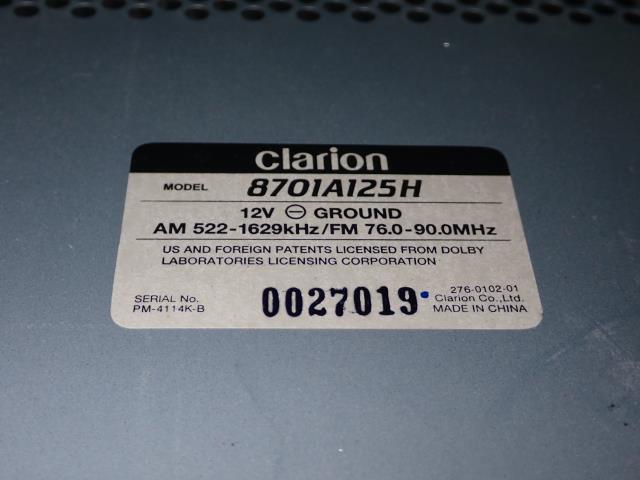 clarion
MODEL 8701A125H
12V ⊖ GROUND
AM 522-1629kHz/FM 76.0-90.0MHz
US AND FOREIGN PATENTS LICENSED FROM DOLBY
LABORATORIES LICENSING CORPORATION
SERIAL No.
PM-4114K-B
0027019
276-0102-01
Clarion Co.,Ltd.
MADE IN CHINA